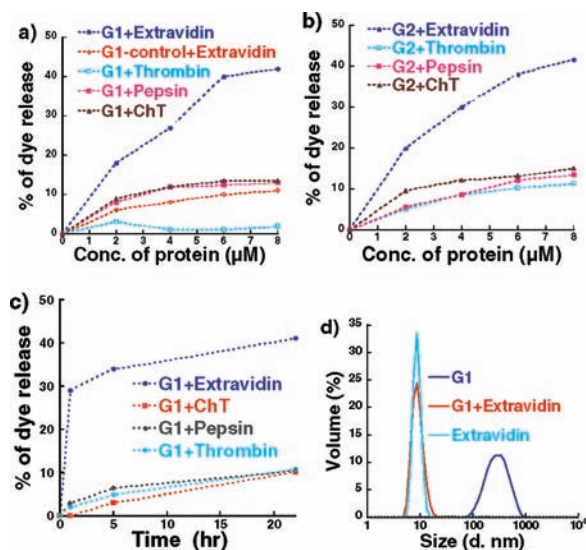 a)
G1+Extravidin
G1-control+Extravidin
G1+Thrombin
G1+Pepsin
G1+ChT
% of dye release
50
40
30
20
10
0
0 1 2 3 4 5 6 7 8
Conc. of protein (µM)
b)
G2+Extravidin
G2+Thrombin
G2+Pepsin
G2+ChT
% of dye release
50
40
30
20
10
0
0 1 2 3 4 5 6 7 8
Conc. of protein (µM)
c)
G1+Extravidin
G1+ChT
G1+Pepsin
G1+Thrombin
% of dye release
50
40
30
20
10
0
0 5 10 15 20
Time (hr)
d)
G1
G1+Extravidin
Extravidin
Volume (%)
35
30
25
20
15
10
5
0
1 10 100 1000 10⁴
Size (d. nm)